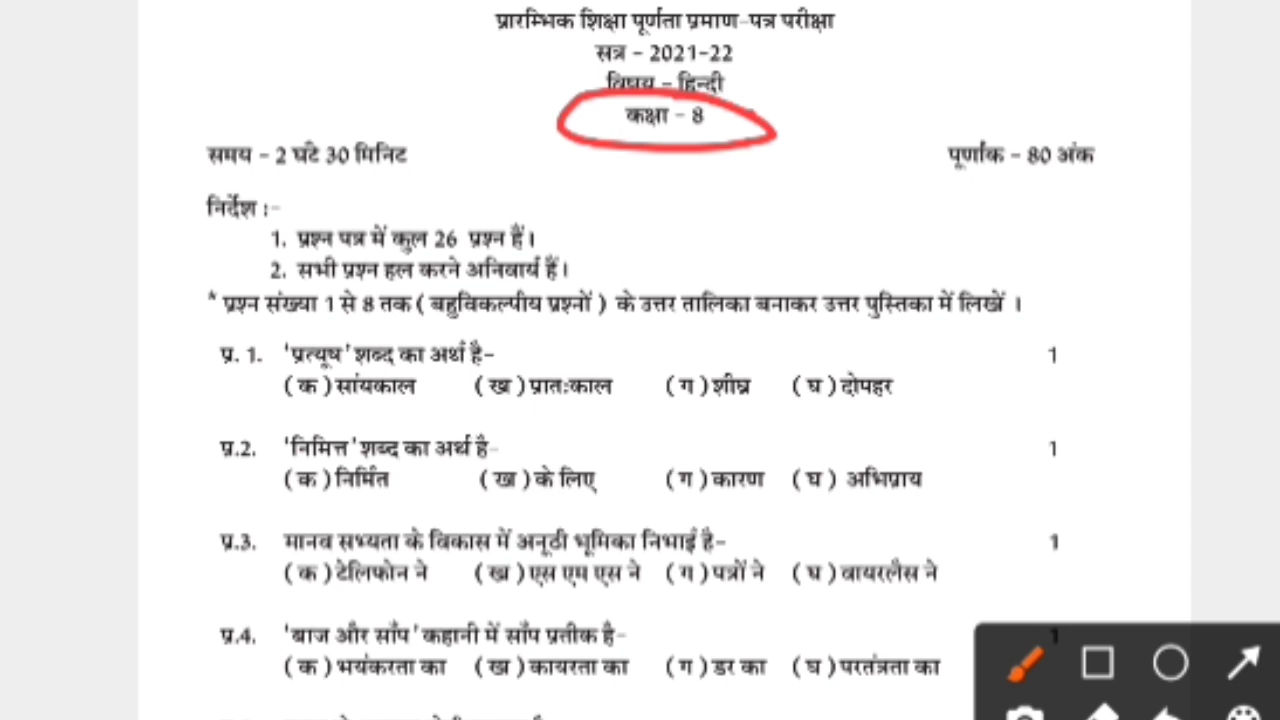 प्रारम्भिक शिक्षा पूर्णता प्रमाण-पत्र परीक्षा
सत्र - 2021-22
विषय - हिन्दी
कक्षा - 8
समय - 2 घंटे 30 मिनिट पूर्णांक - 80 अंक
निर्देश :-
1. प्रश्न पत्र में कुल 26 प्रश्न हैं।
2. सभी प्रश्न हल करने अनिवार्य हैं।
* प्रश्न संख्या 1 से 8 तक ( बहुविकल्पीय प्रश्नों ) के उत्तर तालिका बनाकर उत्तर पुस्तिका में लिखें ।
प्र. 1. 'प्रत्यूष' शब्द का अर्थ है- 1
( क ) सांयकाल ( ख ) प्रातःकाल ( ग ) शीघ्र ( घ ) दोपहर
प्र.2. 'निमित्त' शब्द का अर्थ है- 1
( क ) निर्मित ( ख ) के लिए ( ग ) कारण ( घ ) अभिप्राय
प्र.3. मानव सभ्यता के विकास में अनूठी भूमिका निभाई है- 1
( क ) टेलिफोन ने ( ख ) एस एम एस ने ( ग ) पत्रों ने ( घ ) वायरलैस ने
प्र.4. 'बाज और साँप' कहानी में साँप प्रतीक है- 1
( क ) भयंकरता का ( ख ) कायरता का ( ग ) डर का ( घ ) परतंत्रता का